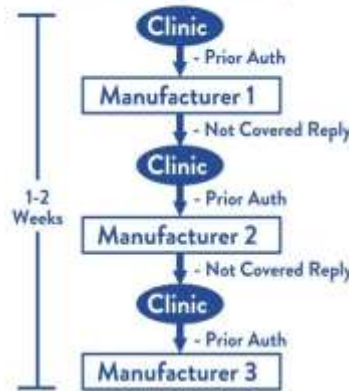 Clinic
- Prior Auth
Manufacturer 1
- Not Covered Reply
Clinic
1-2
Weeks
- Prior Auth
Manufacturer 2
- Not Covered Reply
Clinic
- Prior Auth
Manufacturer 3